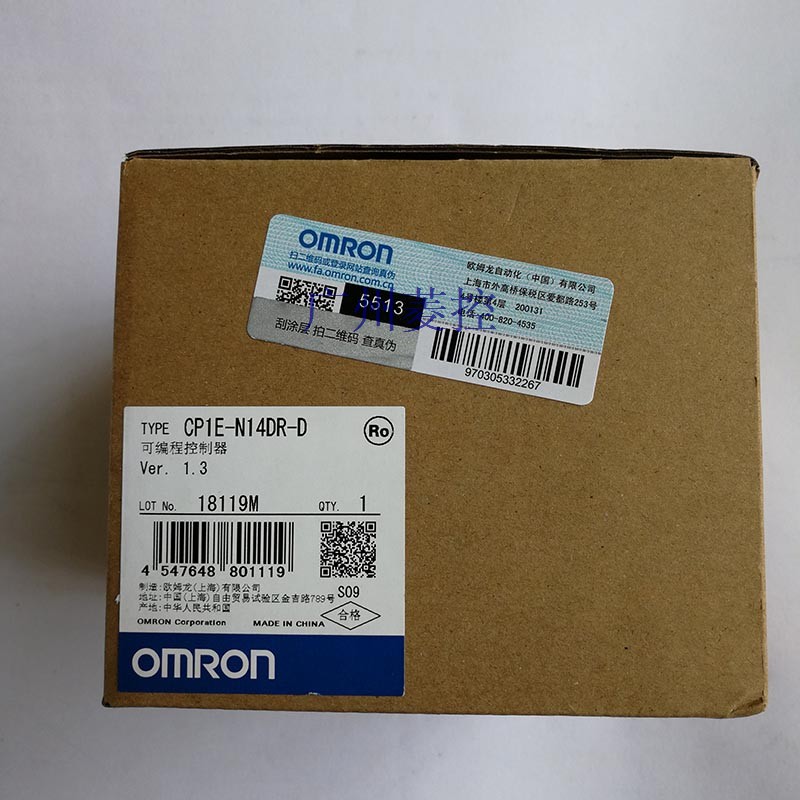 OMRON
扫二维码或登录网站查询真伪
www.fa.omron.com.cn
5513
刮涂层 扫二维码 查真伪
欧姆龙自动化（中国）有限公司
上海市外高桥保税区爱都路253号
200131
电话:400-820-4535
970305332267
广州菱控
TYPE CP1E-N14DR-D
Ro
可编程控制器
Ver. 1.3
LOT No. 18119M QTY. 1
4 547648 801119
S09
制造:欧姆龙(上海)有限公司
地址:中国(上海)自由贸易试验区金吉路789号
产地:中华人民共和国
合格
OMRON Corporation MADE IN CHINA
OMRON